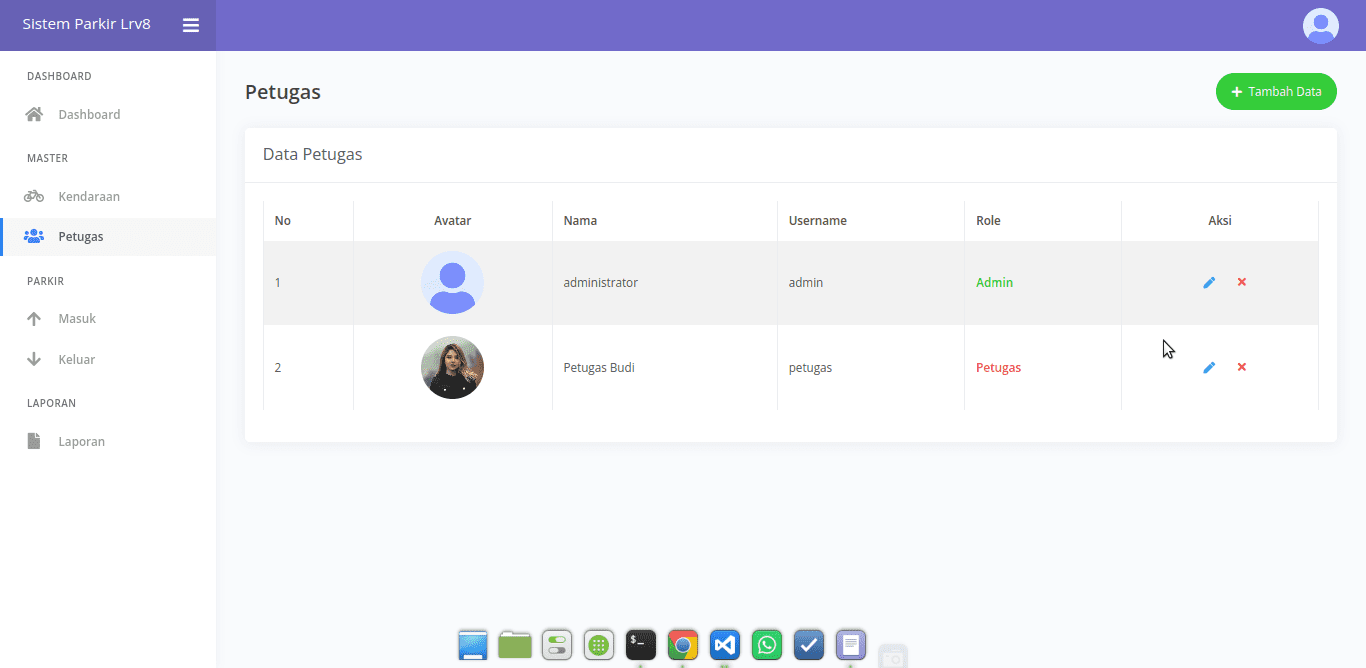 Sistem Parkir Lrv8
DASHBOARD
Dashboard
MASTER
Kendaraan
Petugas
PARKIR
Masuk
Keluar
LAPORAN
Laporan
Petugas
+ Tambah Data
Data Petugas
No Avatar Nama Username Role Aksi
1 administrator admin Admin
2 Petugas Budi petugas Petugas
$_